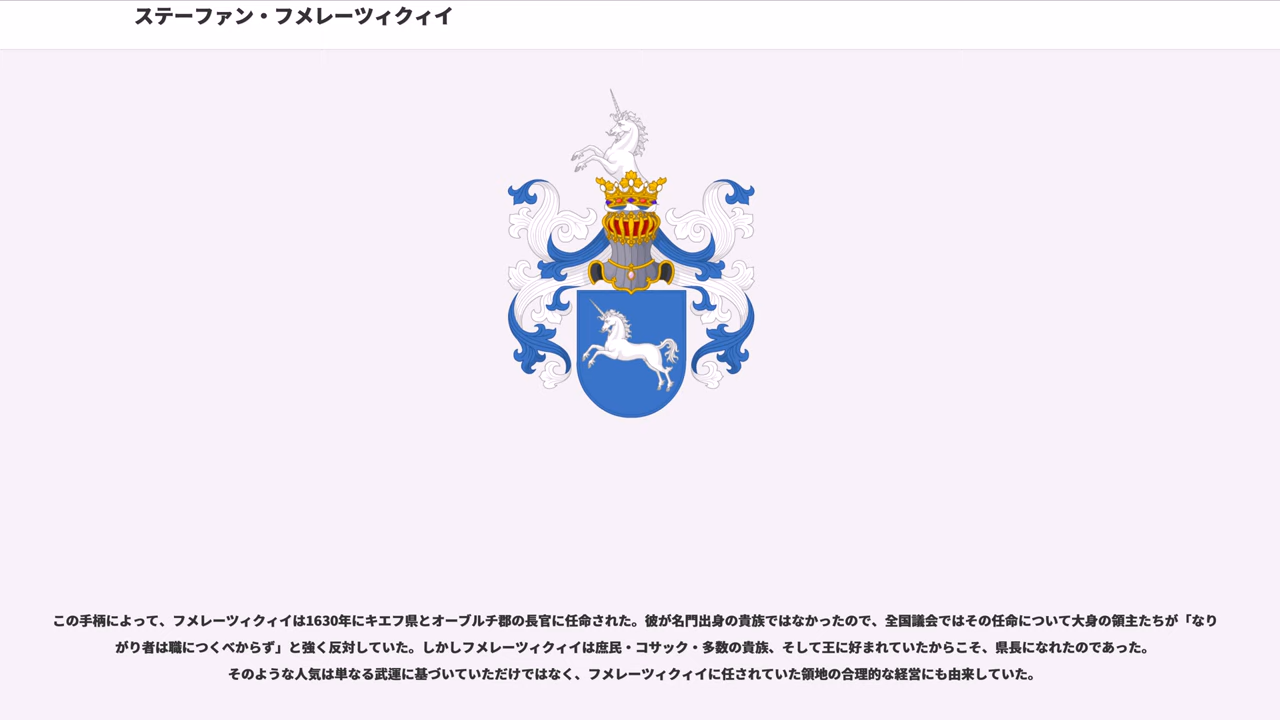 ステーファン・フメレーツィクィイ
この手柄によって、フメレーツィクィイは1630年にキエフ県とオーブルチ郡の長官に任命された。彼が名門出身の貴族ではなかったので、全国議会ではその任命について大身の領主たちが「なり
がり者は職につくべからず」と強く反対していた。しかしフメレーツィクィイは庶民・コサック・多数の貴族、そして王に好まれていたからこそ、県長になれたのであった。
そのような人気は単なる武運に基づいていただけではなく、フメレーツィクィイに任されていた領地の合理的な経営にも由来していた。